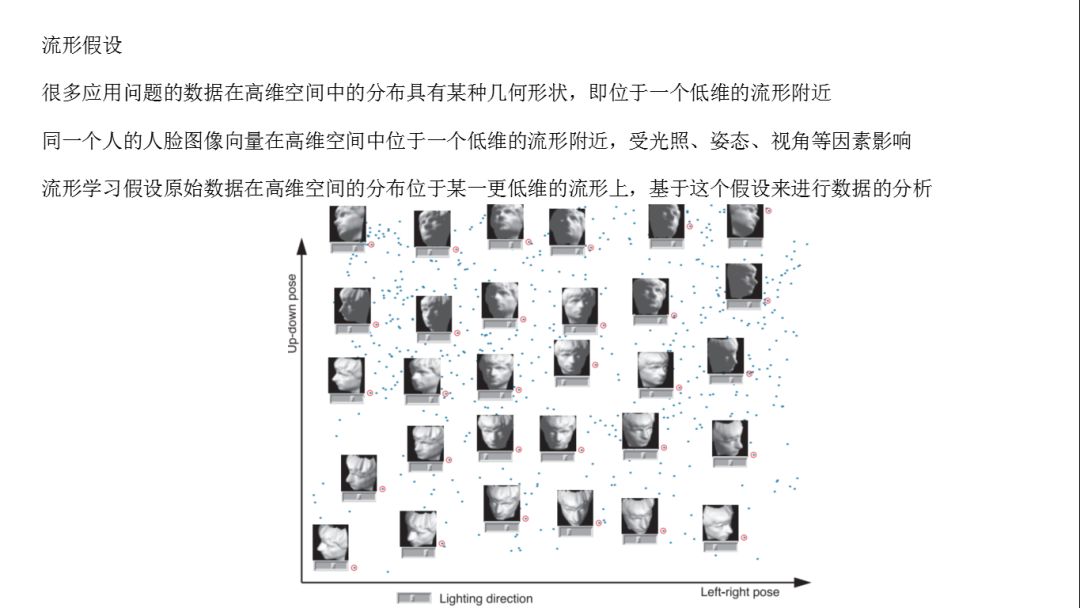 流形假设
很多应用问题的数据在高维空间中的分布具有某种几何形状，即位于一个低维的流形附近
同一个人的人脸图像向量在高维空间中位于一个低维的流形附近，受光照、姿态、视角等因素影响
流形学习假设原始数据在高维空间的分布位于某一更低维的流形上，基于这个假设来进行数据的分析
Up-down pose
Left-right pose
Lighting direction